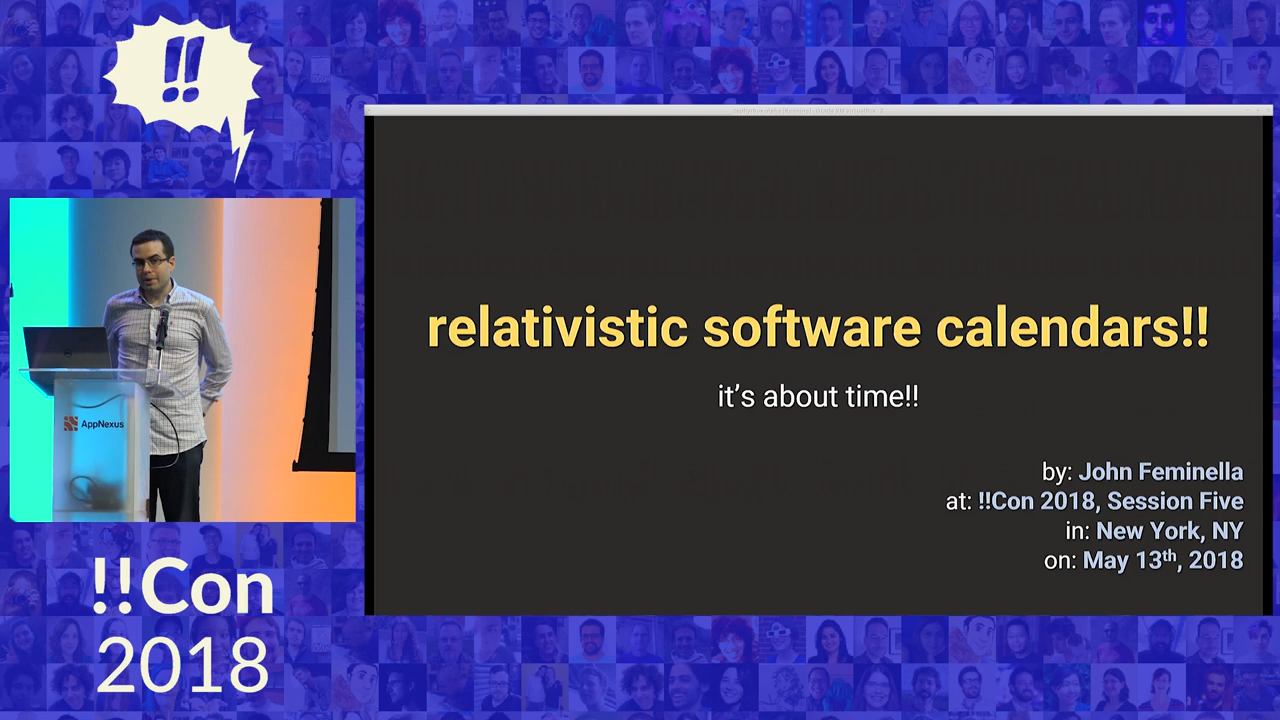 !!
relativistic software calendars!!
it's about time!!
by: John Feminella
at: !!Con 2018, Session Five
in: New York, NY
on: May 13th, 2018
AppNexus
!!Con
2018